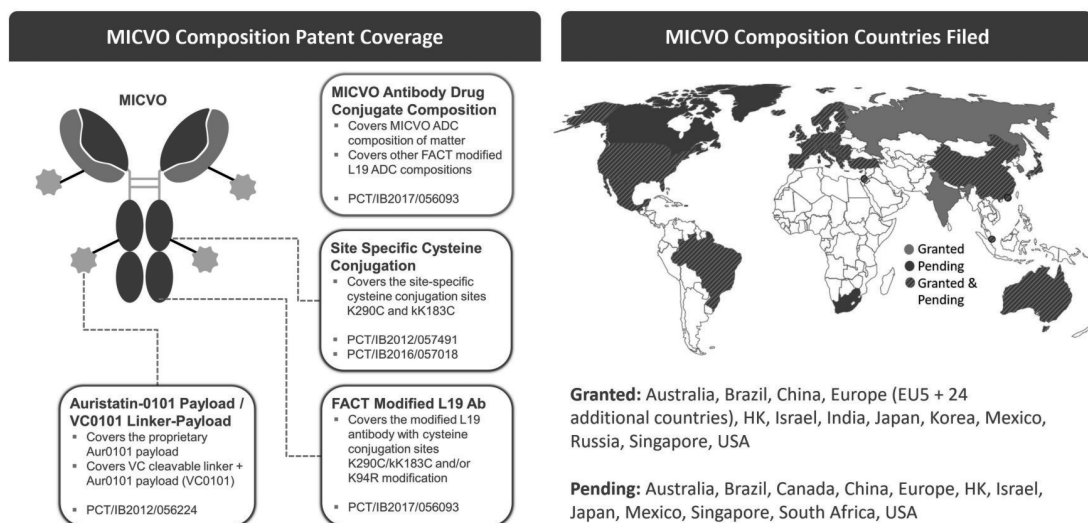 MICVO Composition Patent Coverage
MICVO
MICVO Antibody Drug
Conjugate Composition
▪ Covers MICVO ADC
composition of matter
▪ Covers other FACT modified
L19 ADC compositions
▪ PCT/IB2017/056093
Site Specific Cysteine
Conjugation
▪ Covers the site-specific
cysteine conjugation sites
K290C and kK183C
▪ PCT/IB2012/057491
▪ PCT/IB2016/057018
Auristatin-0101 Payload /
VC0101 Linker-Payload
▪ Covers the proprietary
Aur0101 payload
▪ Covers VC cleavable linker +
Aur0101 payload (VC0101)
▪ PCT/IB2012/056224
FACT Modified L19 Ab
▪ Covers the modified L19
antibody with cysteine
conjugation sites
K290C/kK183C and/or
K94R modification
▪ PCT/IB2017/056093
MICVO Composition Countries Filed
Granted
Pending
Granted &
Pending
Granted: Australia, Brazil, China, Europe (EU5 + 24
additional countries), HK, Israel, India, Japan, Korea, Mexico,
Russia, Singapore, USA
Pending: Australia, Brazil, Canada, China, Europe, HK, Israel,
Japan, Mexico, Singapore, South Africa, USA